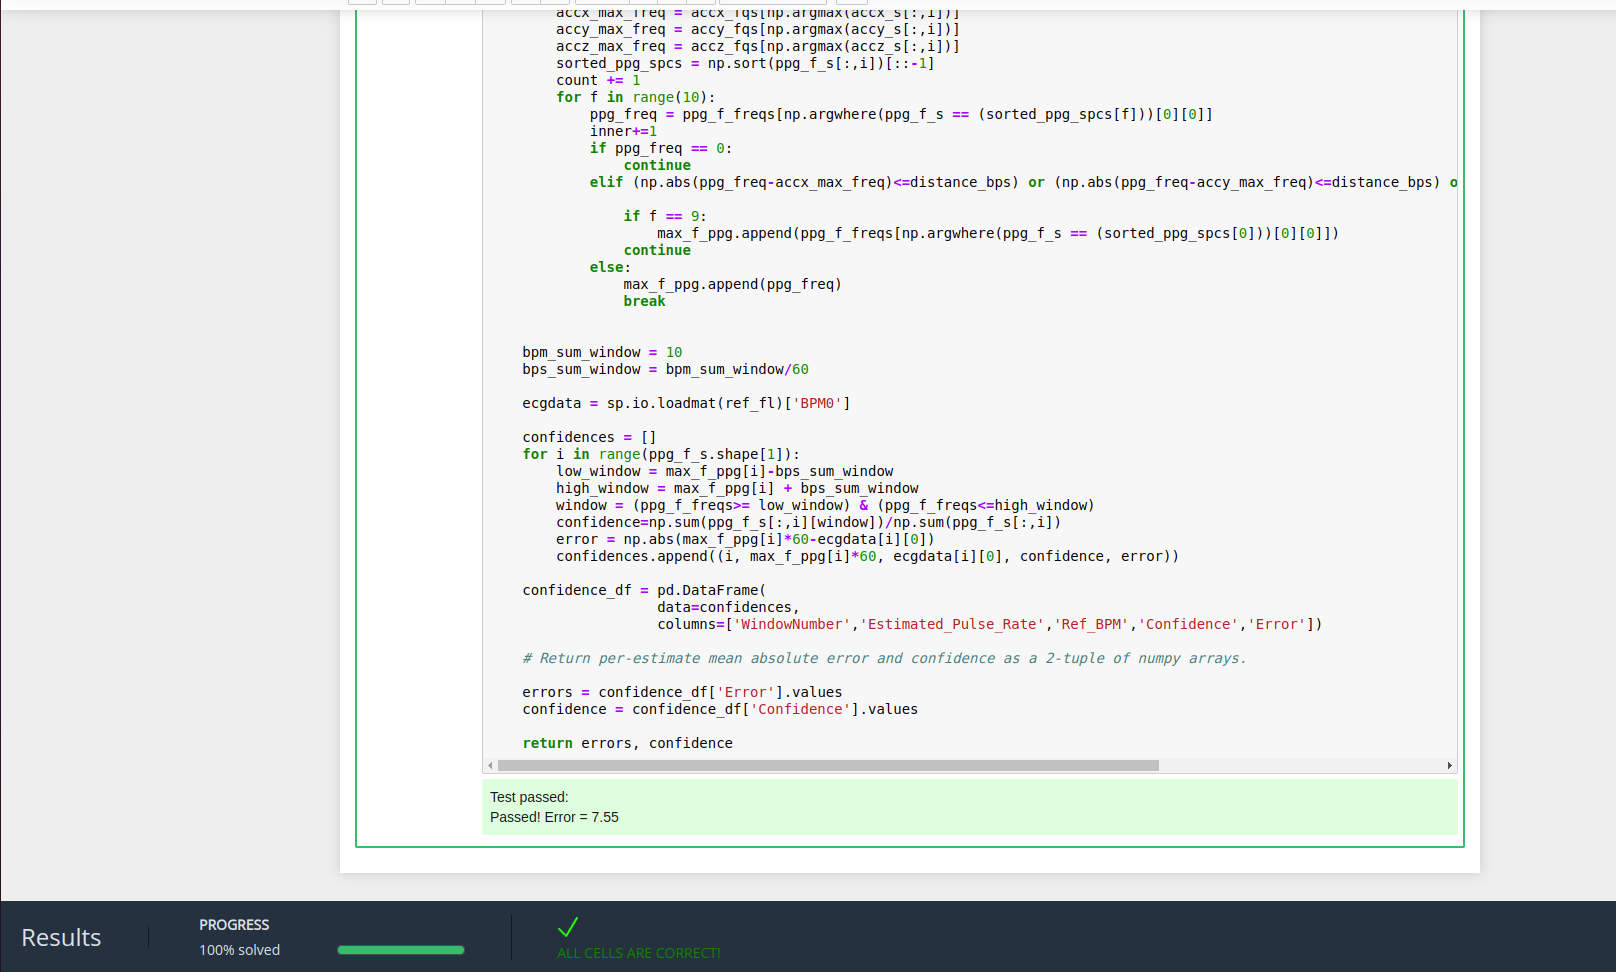 accx_max_freq = accx_fqs[np.argmax(accx_s[:,i])]
accy_max_freq = accy_fqs[np.argmax(accy_s[:,i])]
accz_max_freq = accz_fqs[np.argmax(accz_s[:,i])]
sorted_ppg_spcs = np.sort(ppg_f_s[:,i])[::-1]
count += 1
for f in range(10):
ppg_freq = ppg_f_freqs[np.argwhere(ppg_f_s == (sorted_ppg_spcs[f]))[0][0]]
inner+=1
if ppg_freq == 0:
continue
elif (np.abs(ppg_freq-accx_max_freq)<=distance_bps) or (np.abs(ppg_freq-accy_max_freq)<=distance_bps) o
if f == 9:
max_f_ppg.append(ppg_f_freqs[np.argwhere(ppg_f_s == (sorted_ppg_spcs[0]))[0][0]])
continue
else:
max_f_ppg.append(ppg_freq)
break
bpm_sum_window = 10
bps_sum_window = bpm_sum_window/60
ecgdata = sp.io.loadmat(ref_fl)['BPM0']
confidences = []
for i in range(ppg_f_s.shape[1]):
low_window = max_f_ppg[i]-bps_sum_window
high_window = max_f_ppg[i] + bps_sum_window
window = (ppg_f_freqs>= low_window) & (ppg_f_freqs<=high_window)
confidence=np.sum(ppg_f_s[:,i][window])/np.sum(ppg_f_s[:,i])
error = np.abs(max_f_ppg[i]*60-ecgdata[i][0])
confidences.append((i, max_f_ppg[i]*60, ecgdata[i][0], confidence, error))
confidence_df = pd.DataFrame(
data=confidences,
columns=['WindowNumber','Estimated_Pulse_Rate','Ref_BPM','Confidence','Error'])
# Return per-estimate mean absolute error and confidence as a 2-tuple of numpy arrays.
errors = confidence_df['Error'].values
confidence = confidence_df['Confidence'].values
return errors, confidence
Test passed:
Passed! Error = 7.55
Results
PROGRESS
100% solved
ALL CELLS ARE CORRECT!